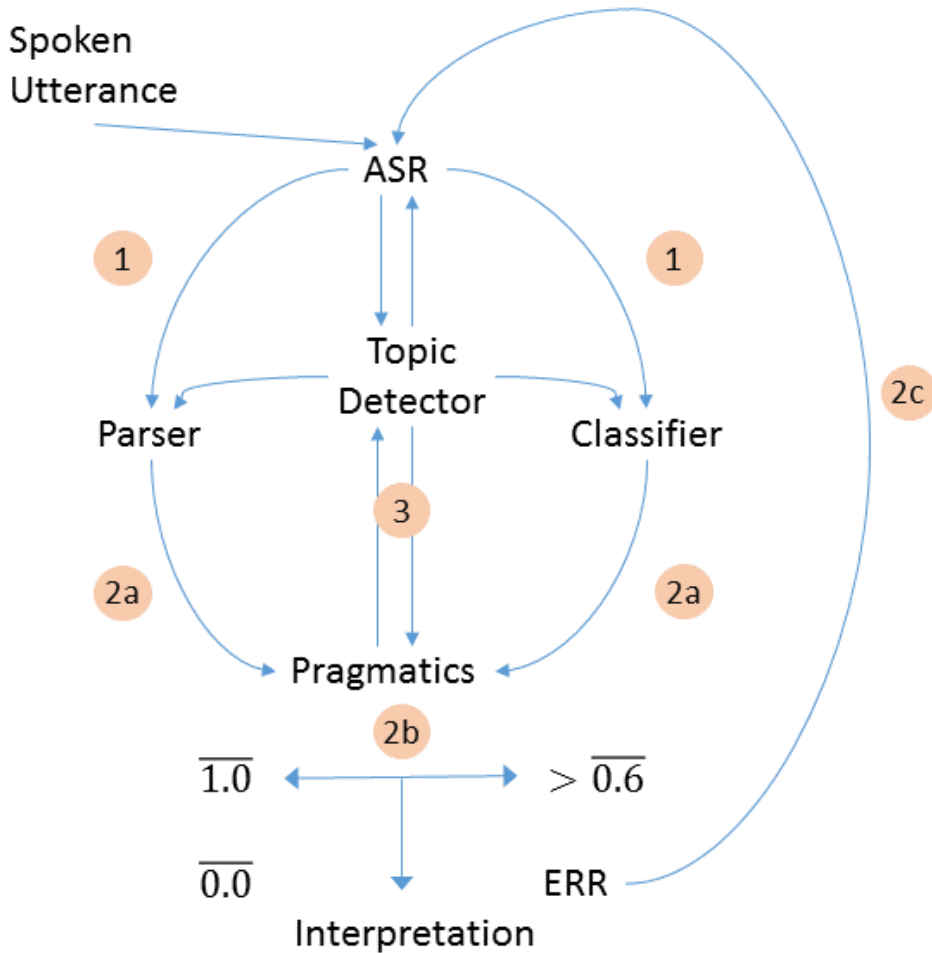 Spoken
Utterance
ASR
1
1
Topic
Detector
2c
Parser
Classifier
3
2a
2a
Pragmatics
2b
1.0
> 0.6
0.0
ERR
Interpretation